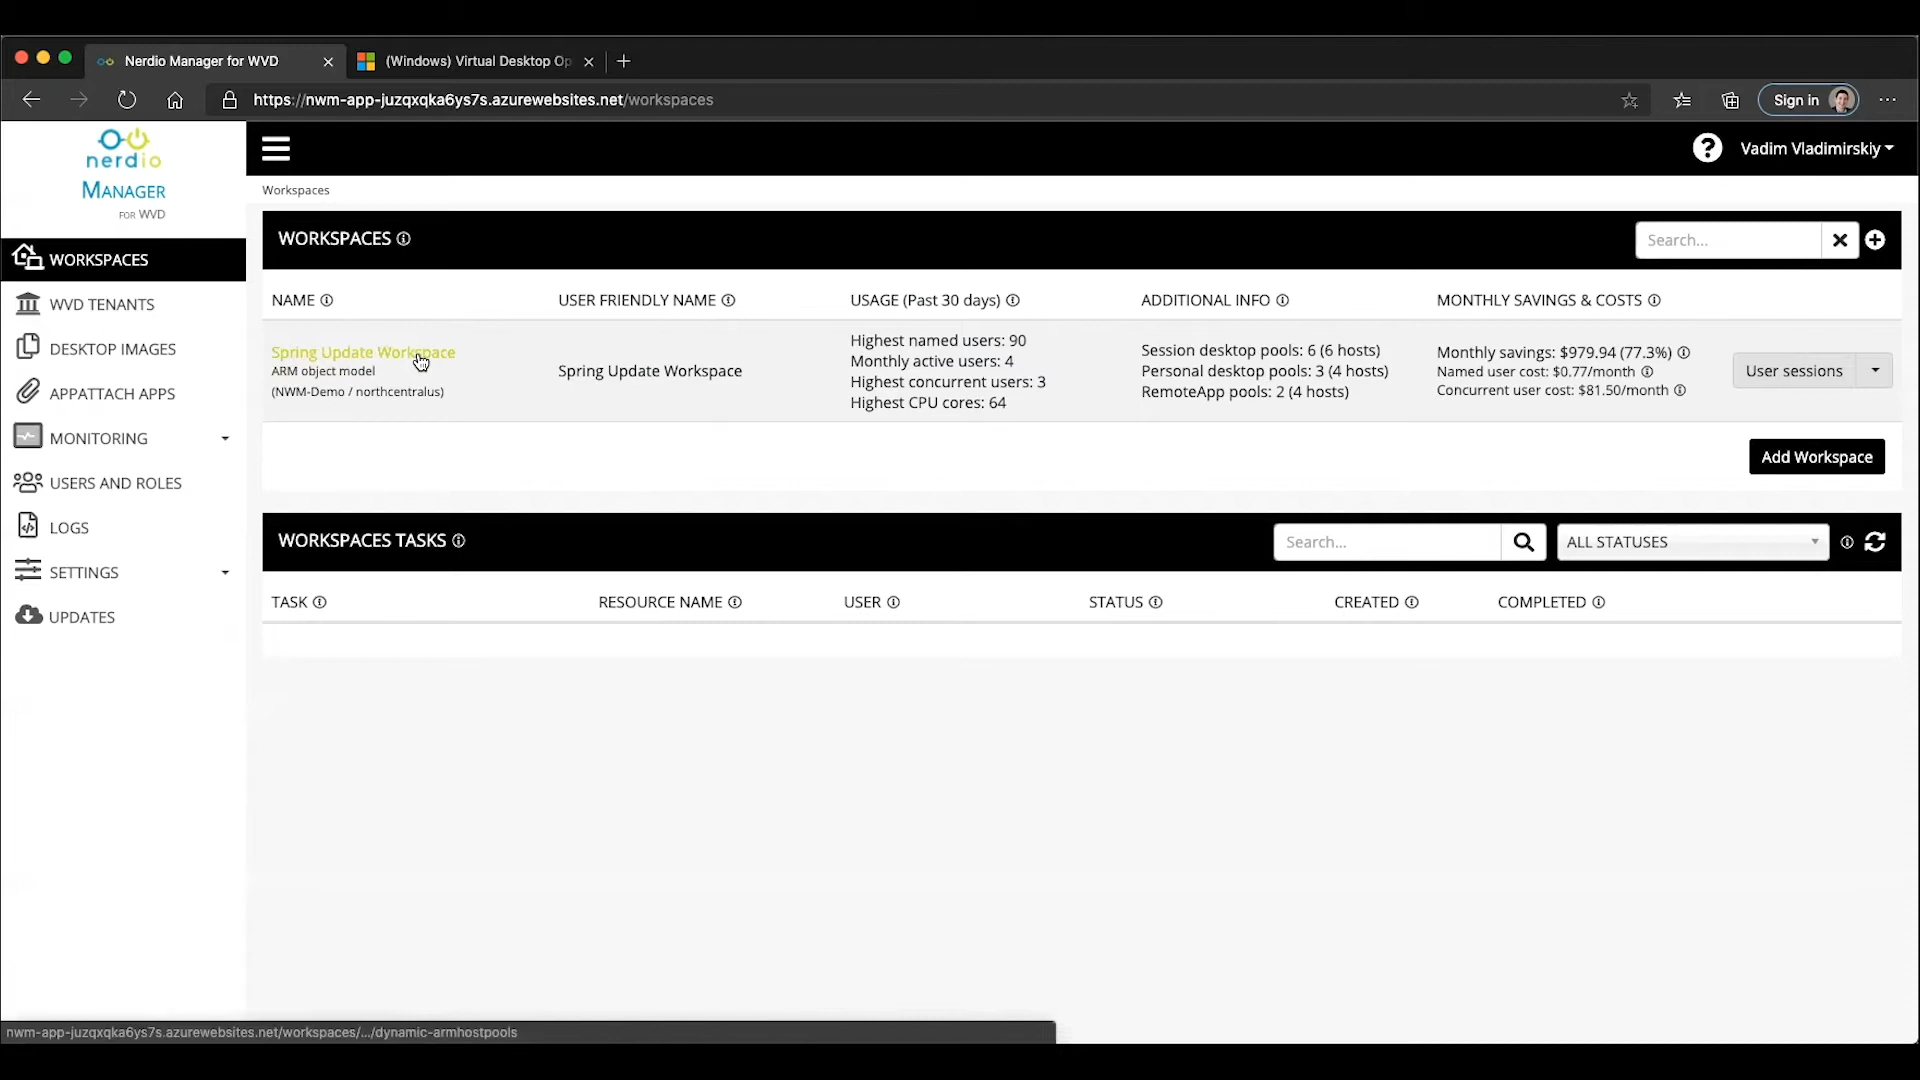 Nerdio Manager for WVD
(Windows) Virtual Desktop Op
https://nwm-app-juzqxqka6ys7s.azurewebsites.net/workspaces
Sign in
nerdio
MANAGER
FOR WVD
Vadim Vladimirskiy
Workspaces
WORKSPACES
WVD TENANTS
DESKTOP IMAGES
APPATTACH APPS
MONITORING
USERS AND ROLES
LOGS
SETTINGS
UPDATES
WORKSPACES
Search...
NAME
USER FRIENDLY NAME
USAGE (Past 30 days)
ADDITIONAL INFO
MONTHLY SAVINGS & COSTS
Spring Update Workspace
ARM object model
(NWM-Demo / northcentralus)
Spring Update Workspace
Highest named users: 90
Monthly active users: 4
Highest concurrent users: 3
Highest CPU cores: 64
Session desktop pools: 6 (6 hosts)
Personal desktop pools: 3 (4 hosts)
RemoteApp pools: 2 (4 hosts)
Monthly savings: $979.94 (77.3%)
Named user cost: $0.77/month
Concurrent user cost: $81.50/month
User sessions
Add Workspace
WORKSPACES TASKS
Search...
ALL STATUSES
TASK
RESOURCE NAME
USER
STATUS
CREATED
COMPLETED
nwm-app-juzqxqka6ys7s.azurewebsites.net/workspaces/.../dynamic-armhostpools